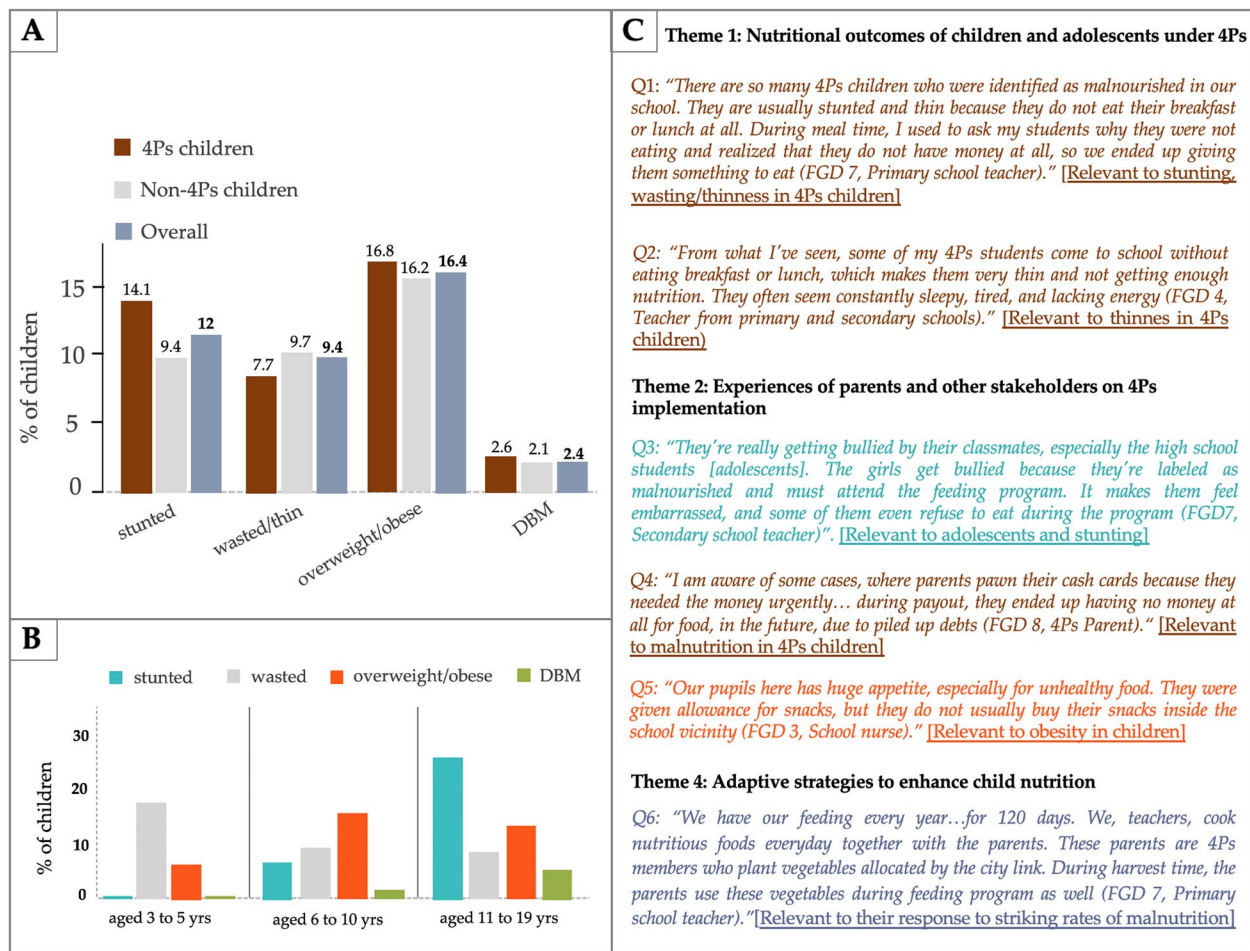 A
4Ps children
Non-4Ps children
Overall
% of children
15
10
5
0
14.1
9.4
12
7.7
9.7
9.4
16.8
16.2
16.4
2.6
2.1
2.4
stunted
wasted/thin
overweight/obese
DBM
B
stunted
wasted
overweight/obese
DBM
% of children
30
20
10
0
aged 3 to 5 yrs
aged 6 to 10 yrs
aged 11 to 19 yrs
C
Theme 1: Nutritional outcomes of children and adolescents under 4Ps
Q1: “There are so many 4Ps children who were identified as malnourished in our
school. They are usually stunted and thin because they do not eat their breakfast
or lunch at all. During meal time, I used to ask my students why they were not
eating and realized that they do not have money at all, so we ended up giving
them something to eat (FGD 7, Primary school teacher).” [Relevant to stunting,
wasting/thinness in 4Ps children]
Q2: “From what I've seen, some of my 4Ps students come to school without
eating breakfast or lunch, which makes them very thin and not getting enough
nutrition. They often seem constantly sleepy, tired, and lacking energy (FGD 4,
Teacher from primary and secondary schools).” [Relevant to thinnes in 4Ps
children)
Theme 2: Experiences of parents and other stakeholders on 4Ps
implementation
Q3: “They're really getting bullied by their classmates, especially the high school
students [adolescents]. The girls get bullied because they're labeled as
malnourished and must attend the feeding program. It makes them feel
embarrassed, and some of them even refuse to eat during the program (FGD7,
Secondary school teacher)”. [Relevant to adolescents and stunting]
Q4: “I am aware of some cases, where parents pawn their cash cards because they
needed the money urgently… during payout, they ended up having no money at
all for food, in the future, due to piled up debts (FGD 8, 4Ps Parent).“ [Relevant
to malnutrition in 4Ps children]
Q5: “Our pupils here has huge appetite, especially for unhealthy food. They were
given allowance for snacks, but they do not usually buy their snacks inside the
school vicinity (FGD 3, School nurse).” [Relevant to obesity in children]
Theme 4: Adaptive strategies to enhance child nutrition
Q6: “We have our feeding every year…for 120 days. We, teachers, cook
nutritious foods everyday together with the parents. These parents are 4Ps
members who plant vegetables allocated by the city link. During harvest time, the
parents use these vegetables during feeding program as well (FGD 7, Primary
school teacher).”[Relevant to their response to striking rates of malnutrition]